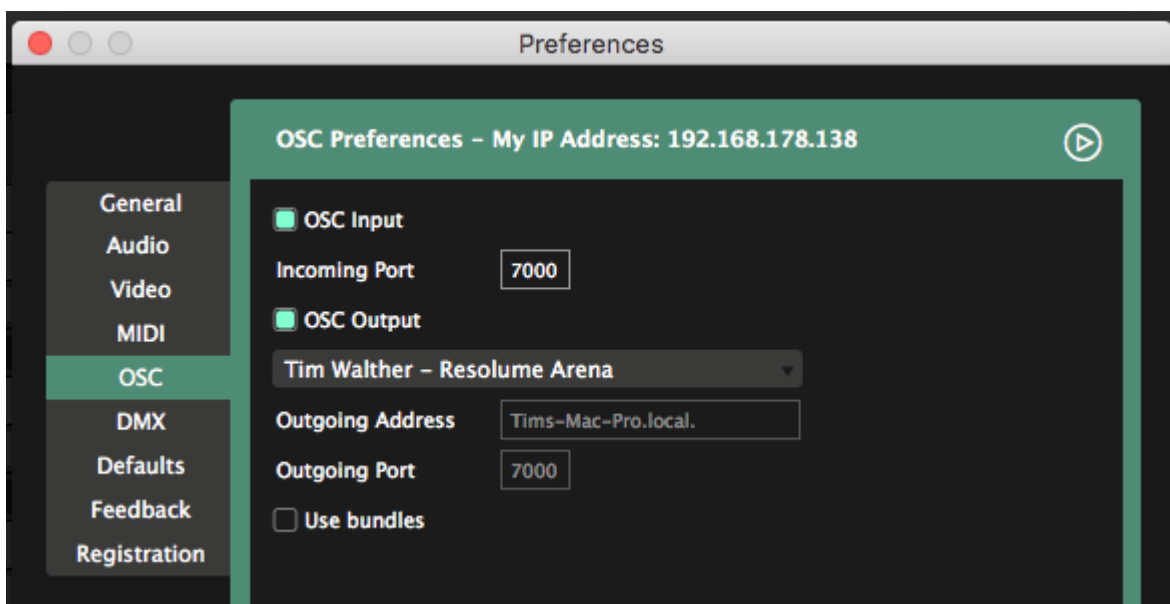 Preferences
OSC Preferences – My IP Address: 192.168.178.138
General
Audio
Video
MIDI
OSC
DMX
Defaults
Feedback
Registration
OSC Input
Incoming Port 7000
OSC Output
Tim Walther – Resolume Arena
Outgoing Address Tims-Mac-Pro.local.
Outgoing Port 7000
Use bundles